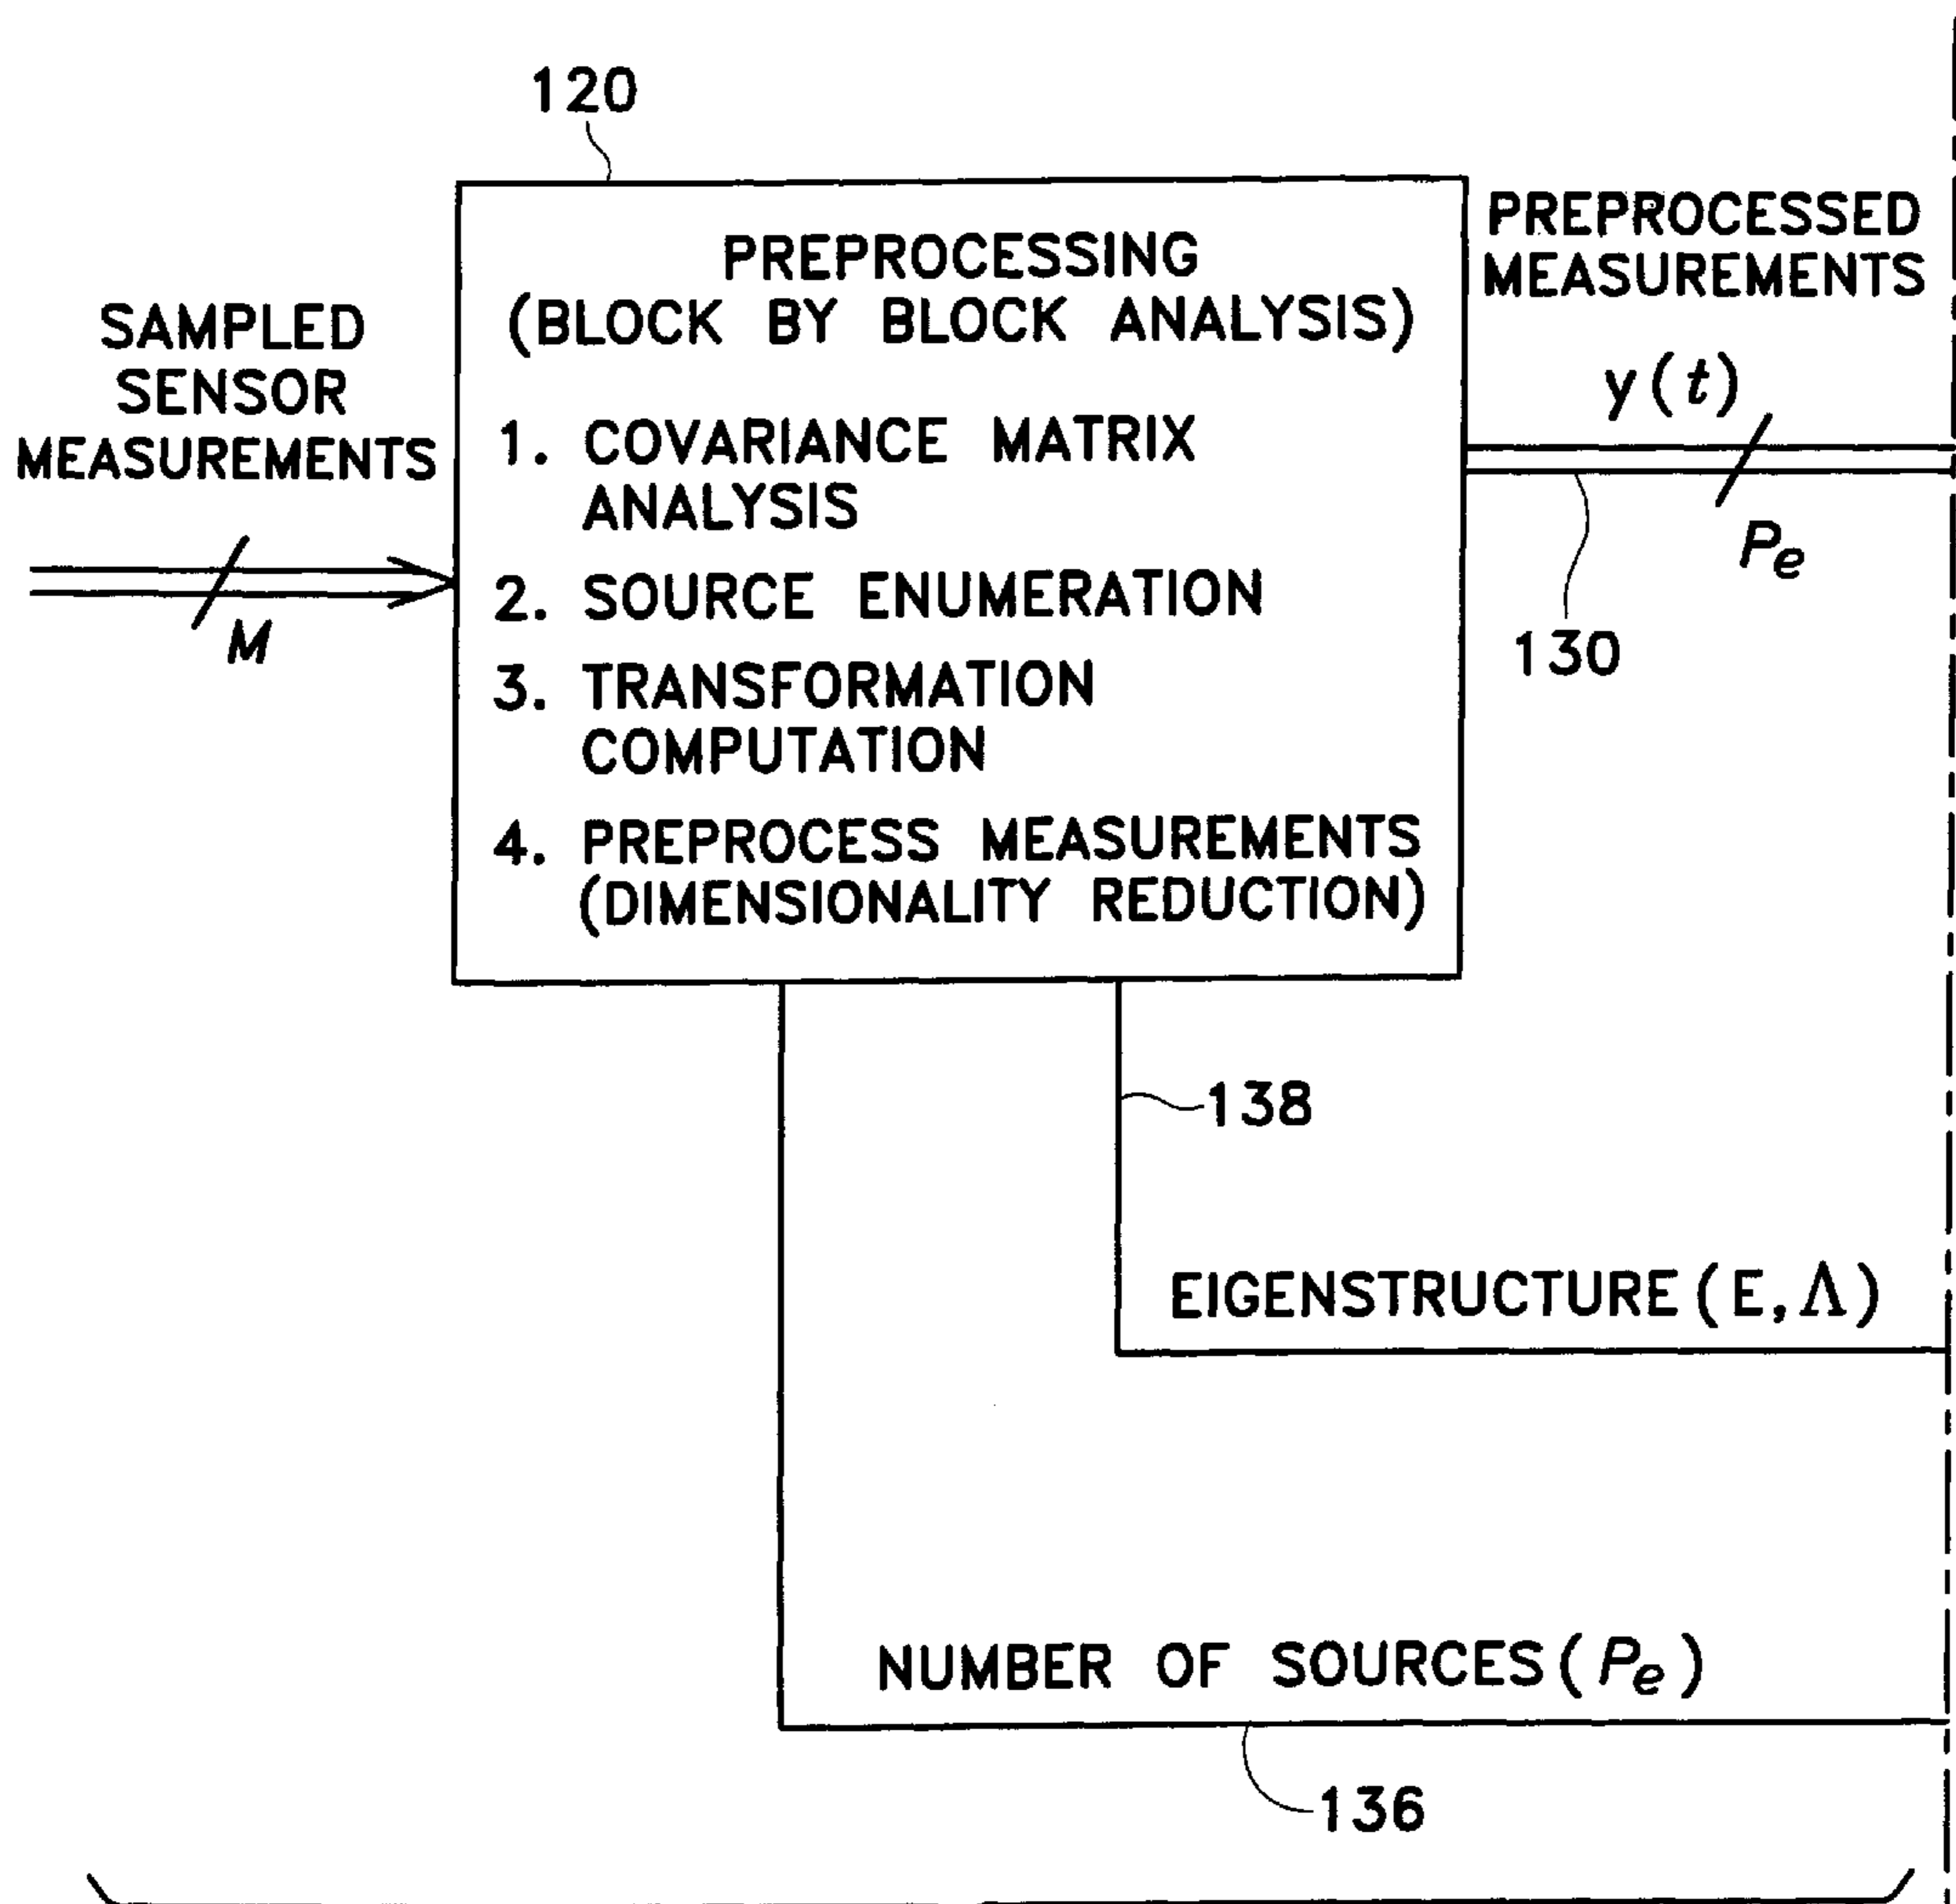 120
SAMPLED
SENSOR
MEASUREMENTS
M
PREPROCESSING
(BLOCK BY BLOCK ANALYSIS)
1. COVARIANCE MATRIX
ANALYSIS
2. SOURCE ENUMERATION
3. TRANSFORMATION
COMPUTATION
4. PREPROCESS MEASUREMENTS
(DIMENSIONALITY REDUCTION)
PREPROCESSED
MEASUREMENTS
y(t)
Pe
130
138
EIGENSTRUCTURE (E, Λ)
NUMBER OF SOURCES (Pe)
136